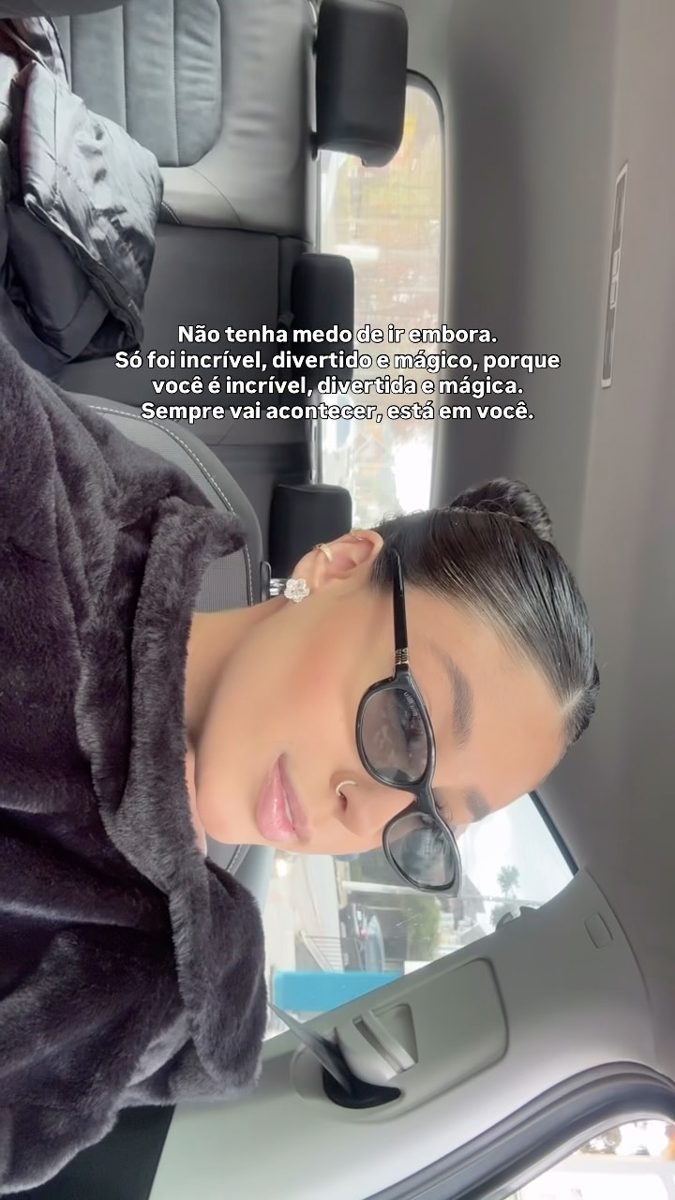 Não tenha medo de ir embora.
Só foi incrível, divertido e mágico, porque
você é incrível, divertida e mágica.
Sempre vai acontecer, está em você.